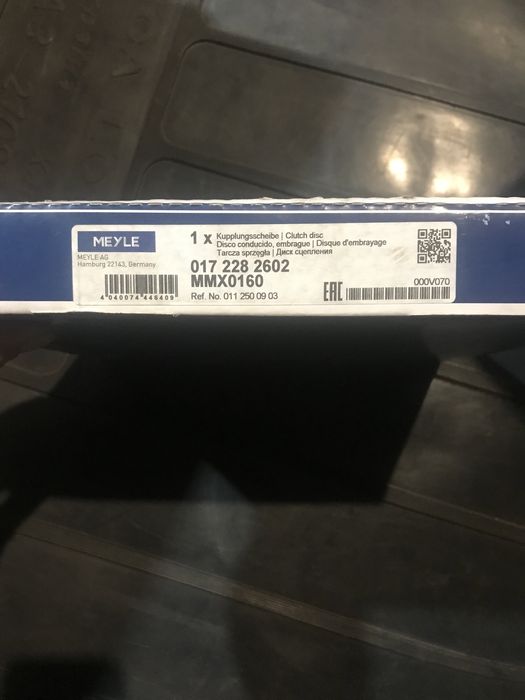 MEYLE
MEYLE AG
Hamburg 22143, Germany
4 040074 446409
1 x Kupplungsscheibe | Clutch disc
Disco conducido, embrague | Disque d'embrayage
Tarcza sprzęgła | Диск сцепления
017 228 2602
MMX0160
Ref. No. 011 250 09 03
EAC
000V070